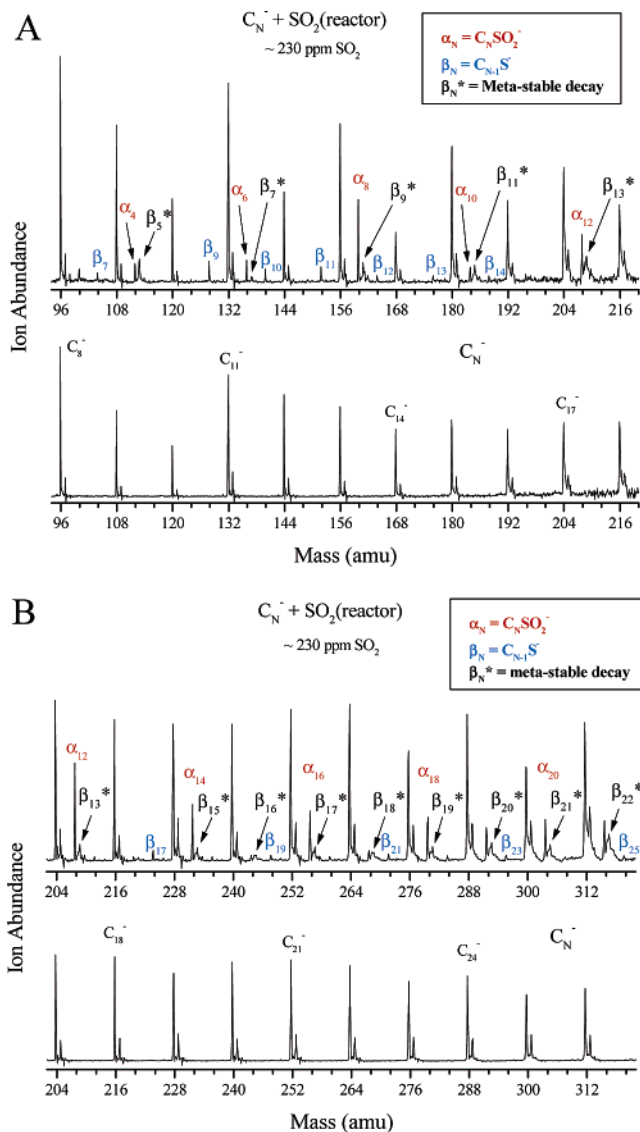 A
C_N^- + SO_2(reactor)
~ 230 ppm SO_2
α_N = C_NSO_2^-
β_N = C_{N-1}S^-
β_N* = Meta-stable decay
α_4
β_5*
α_6
β_7*
α_8
β_9*
α_10
β_11*
α_12
β_13*
β_7
β_9
β_10
β_11
β_12
β_13
β_14
96 108 120 132 144 156 168 180 192 204 216
C_8^-
C_11^-
C_14^-
C_N^-
C_17^-
96 108 120 132 144 156 168 180 192 204 216
Ion Abundance
Mass (amu)
B
C_N^- + SO_2(reactor)
~ 230 ppm SO_2
α_N = C_NSO_2^-
β_N = C_{N-1}S^-
β_N* = meta-stable decay
α_12
β_13*
α_14
β_15*
β_16*
α_16
β_17*
β_18*
α_18
β_19*
β_20*
α_20
β_21*
β_22*
β_17
β_19
β_21
β_23
β_25
204 216 228 240 252 264 276 288 300 312
C_18^-
C_21^-
C_24^-
C_N^-
204 216 228 240 252 264 276 288 300 312
Ion Abundance
Mass (amu)